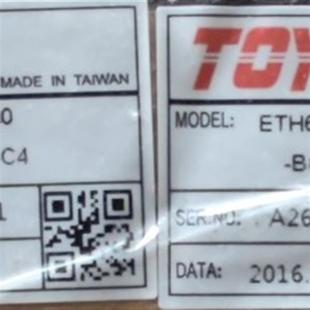 MADE IN TAIWAN
0
C4
1
TOY
MODEL: ETH6
-B
SER.NO. A26
DATA: 2016.